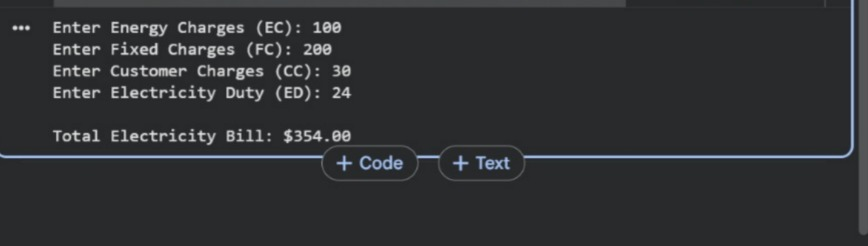 ••• Enter Energy Charges (EC): 100
Enter Fixed Charges (FC): 200
Enter Customer Charges (CC): 30
Enter Electricity Duty (ED): 24
Total Electricity Bill: $354.00
+ Code + Text